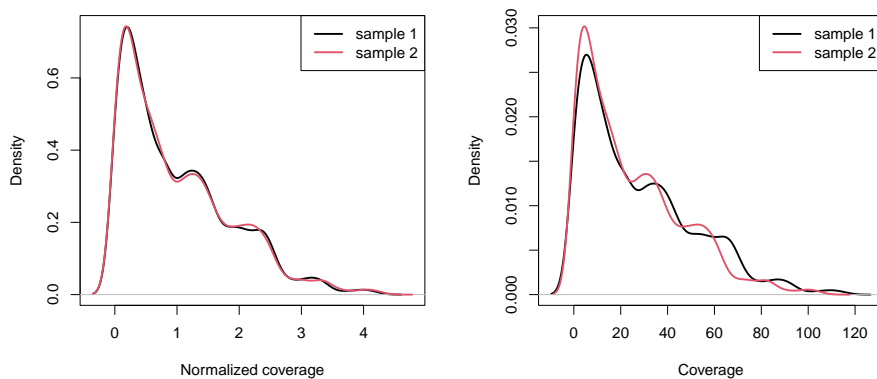 sample 1
sample 2
Density
0.0 0.2 0.4 0.6
0 1 2 3 4
Normalized coverage
sample 1
sample 2
Density
0.000 0.010 0.020 0.030
0 20 40 60 80 100 120
Coverage